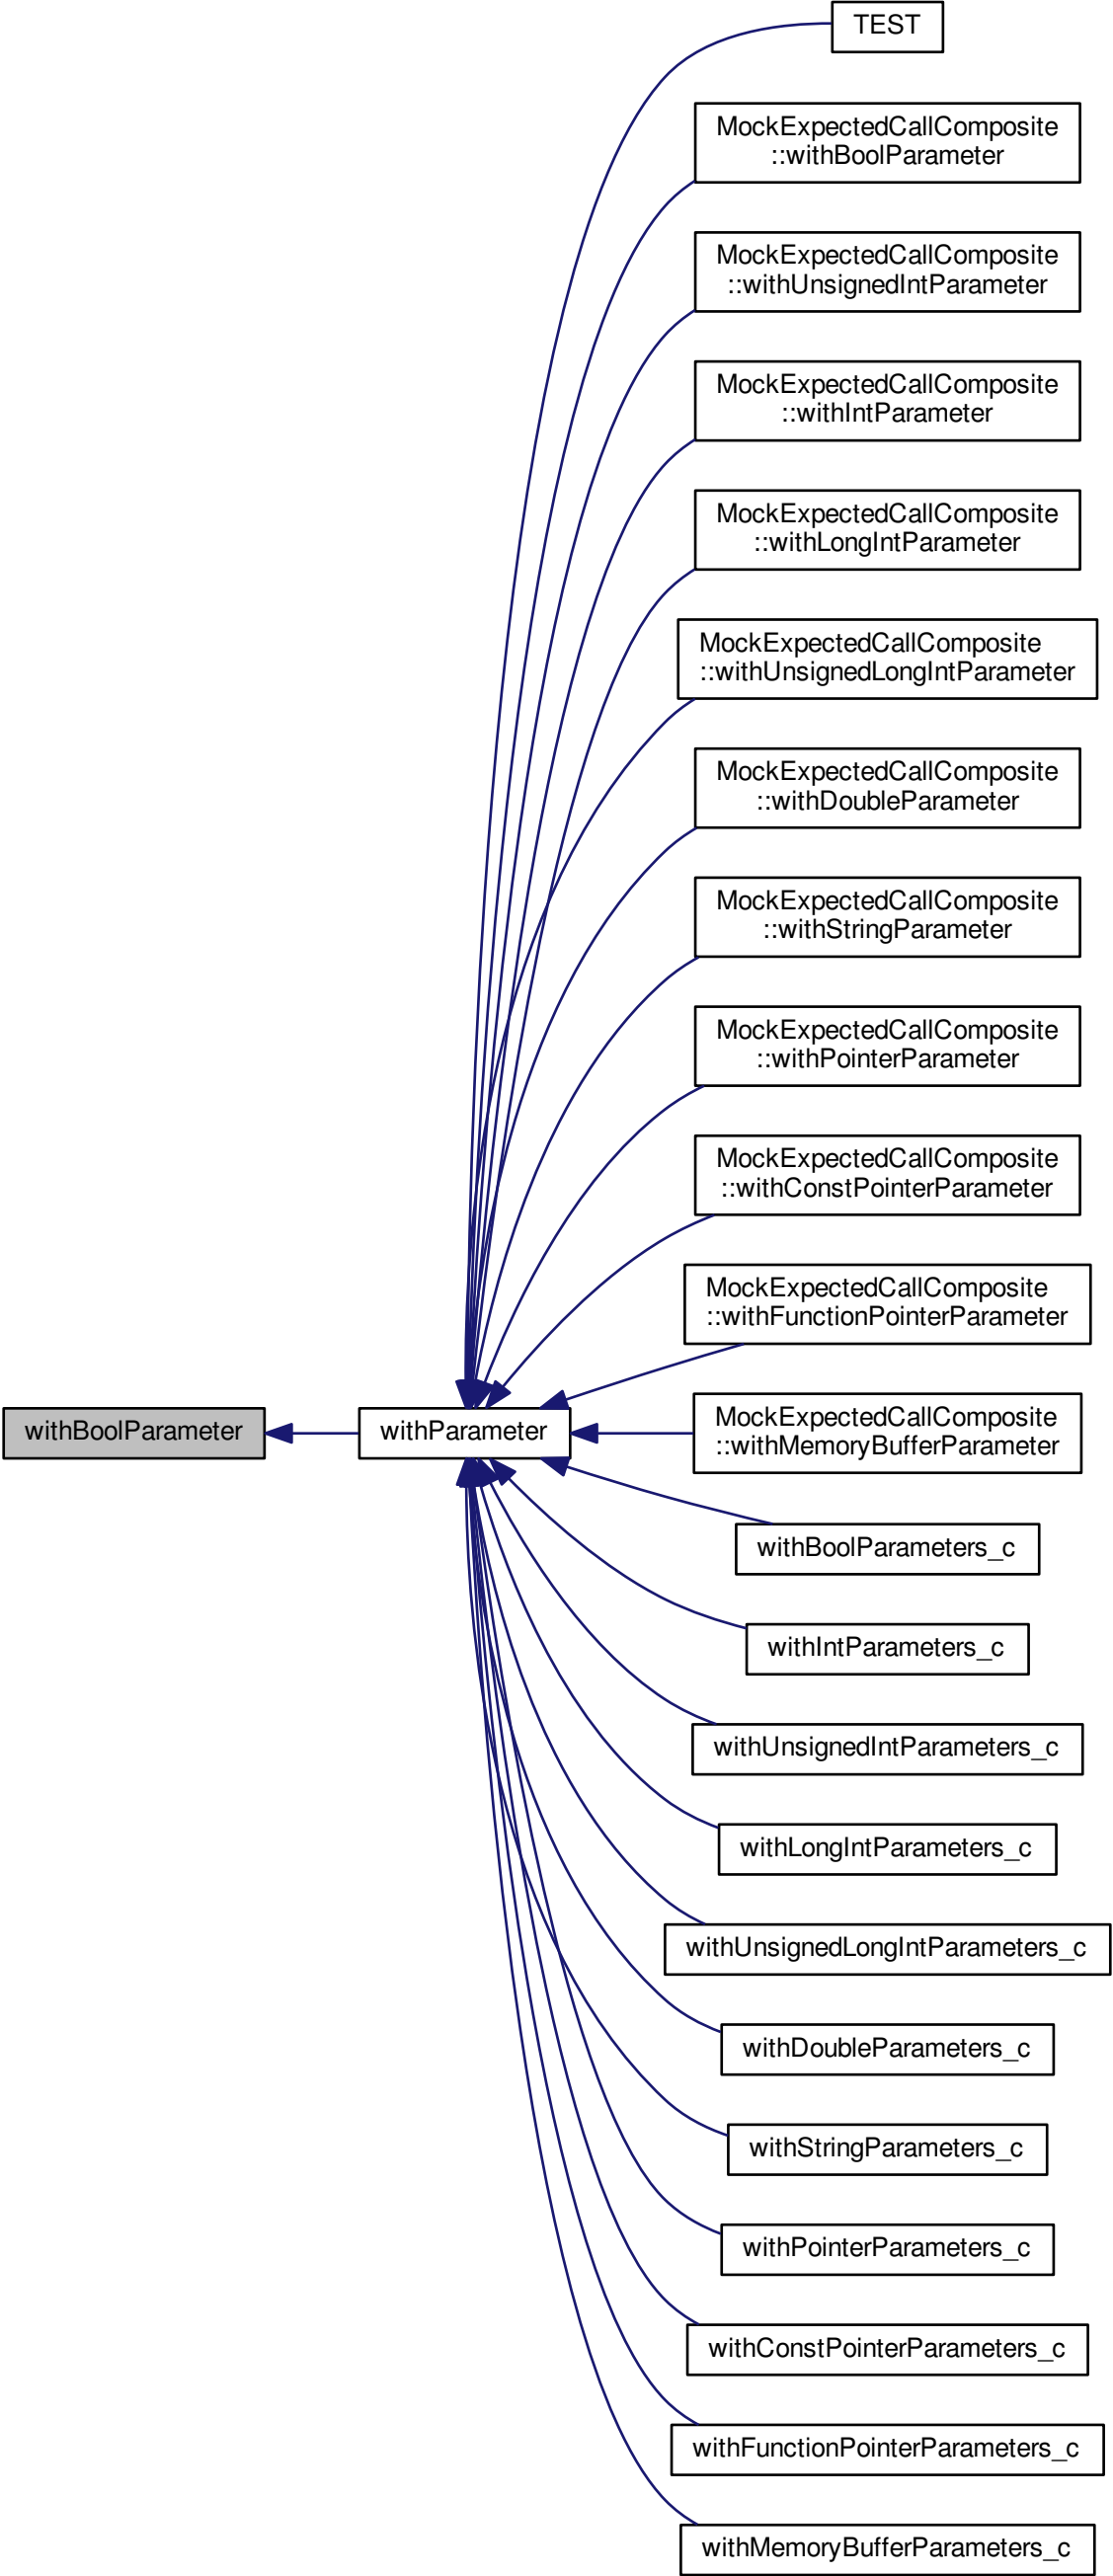 TEST
MockExpectedCallComposite
::withBoolParameter
MockExpectedCallComposite
::withUnsignedIntParameter
MockExpectedCallComposite
::withIntParameter
MockExpectedCallComposite
::withLongIntParameter
MockExpectedCallComposite
::withUnsignedLongIntParameter
MockExpectedCallComposite
::withDoubleParameter
MockExpectedCallComposite
::withStringParameter
MockExpectedCallComposite
::withPointerParameter
MockExpectedCallComposite
::withConstPointerParameter
MockExpectedCallComposite
::withFunctionPointerParameter
withBoolParameter
withParameter
MockExpectedCallComposite
::withMemoryBufferParameter
withBoolParameters_c
withIntParameters_c
withUnsignedIntParameters_c
withLongIntParameters_c
withUnsignedLongIntParameters_c
withDoubleParameters_c
withStringParameters_c
withPointerParameters_c
withConstPointerParameters_c
withFunctionPointerParameters_c
withMemoryBufferParameters_c